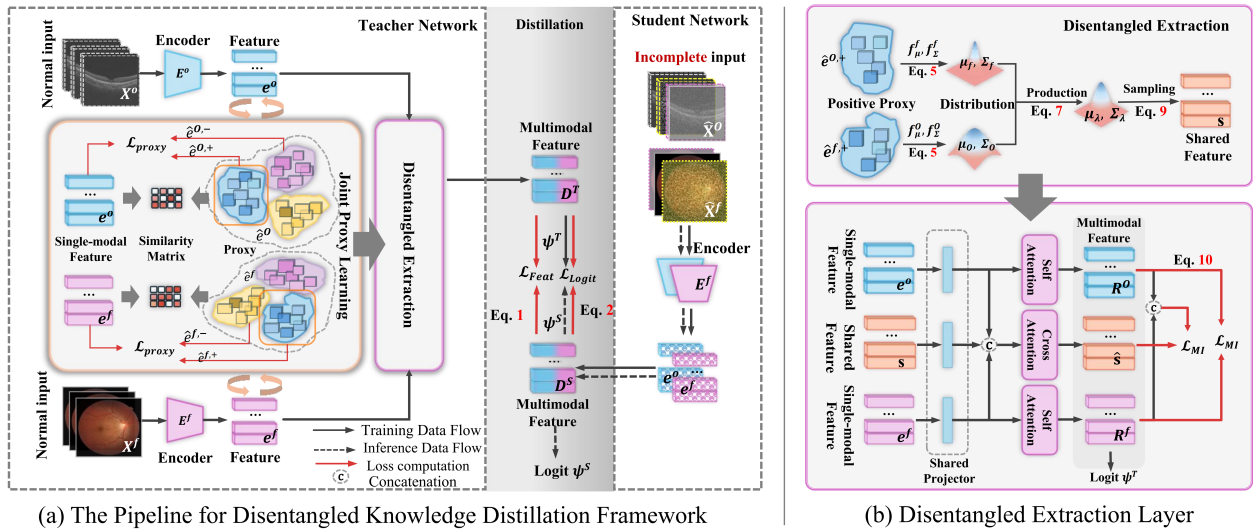 Teacher Network
Distillation
Student Network
Normal input
X^o
Encoder
E^o
Feature
...
e^o
Incomplete input
X̂^o
X̂^f
Encoder
E^f
e^o ...
e^f
L_proxy
ê^{o,-}
ê^{o,+}
...
e^o
Single-modal
Feature
Similarity
Matrix
Proxy
ê^o
ê^f
...
e^f
L_proxy
ê^{f,-}
ê^{f,+}
Joint Proxy Learning
Disentangled Extraction
Multimodal
Feature
...
D^T
ψ^T
L_Feat
L_Logit
Eq. 1
ψ^S
Eq. 2
...
D^S
Multimodal
Feature
Logit ψ^S
Normal input
X^f
Encoder
E^f
Feature
...
e^f
Training Data Flow
Inference Data Flow
Loss computation
c
Concatenation
(a) The Pipeline for Disentangled Knowledge Distillation Framework
Disentangled Extraction
ê^{o,+}
Positive Proxy
ê^{f,+}
f_μ^f, f_Σ^f
Eq. 5
μ_f, Σ_f
Distribution
f_μ^o, f_Σ^o
Eq. 5
μ_o, Σ_o
Production
Eq. 7
μ_λ, Σ_λ
Sampling
Eq. 9
...
s
Shared
Feature
Single-modal
Feature
...
e^o
Shared
Feature
...
s
Single-modal
Feature
...
e^f
Shared
Projector
c
Self
Attention
Cross
Attention
Self
Attention
Multimodal
Feature
...
R^o
...
ŝ
...
R^f
Logit ψ^T
Eq. 10
c
L_MI
L_MI
(b) Disentangled Extraction Layer